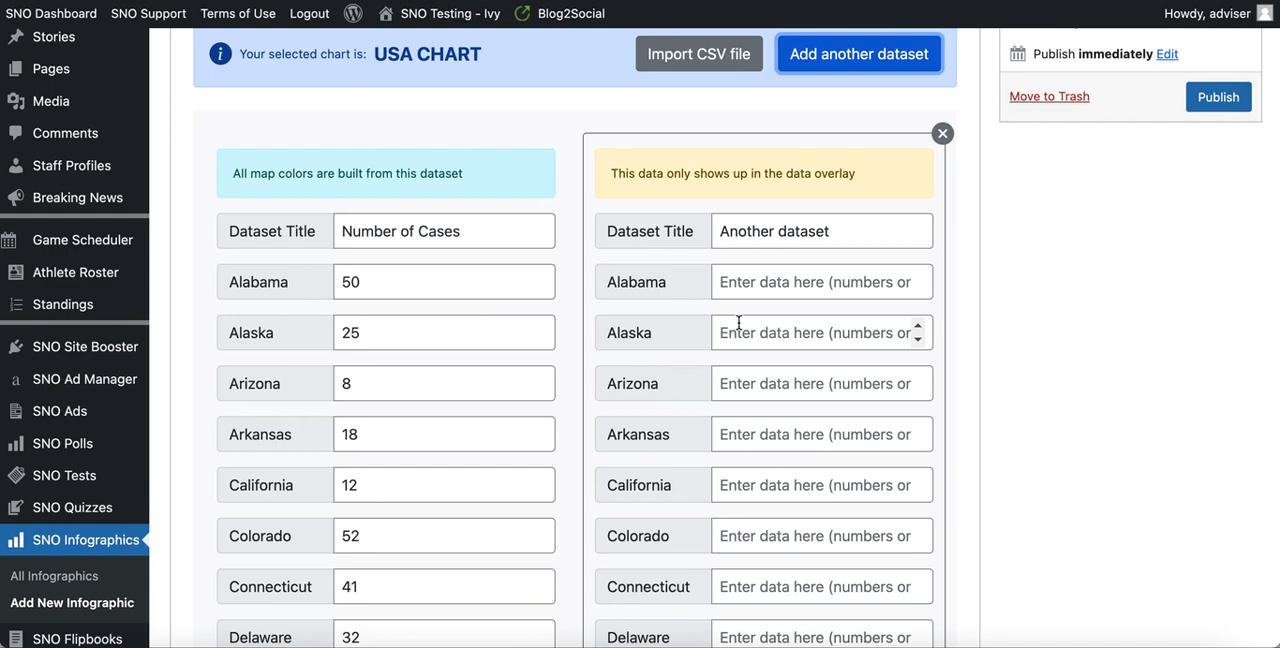 SNO Dashboard SNO Support Terms of Use Logout SNO Testing - Ivy Blog2Social Howdy, adviser
Stories
Pages
Media
Comments
Staff Profiles
Breaking News
Game Scheduler
Athlete Roster
Standings
SNO Site Booster
SNO Ad Manager
SNO Ads
SNO Polls
SNO Tests
SNO Quizzes
SNO Infographics
All Infographics
Add New Infographic
SNO Flipbooks
Your selected chart is: USA CHART Import CSV file Add another dataset
All map colors are built from this dataset
Dataset Title Number of Cases
Alabama 50
Alaska 25
Arizona 8
Arkansas 18
California 12
Colorado 52
Connecticut 41
Delaware 32
This data only shows up in the data overlay
Dataset Title Another dataset
Alabama Enter data here (numbers or
Alaska Enter data here (numbers or
Arizona Enter data here (numbers or
Arkansas Enter data here (numbers or
California Enter data here (numbers or
Colorado Enter data here (numbers or
Connecticut Enter data here (numbers or
Delaware Enter data here (numbers or
Publish immediately Edit
Move to Trash Publish